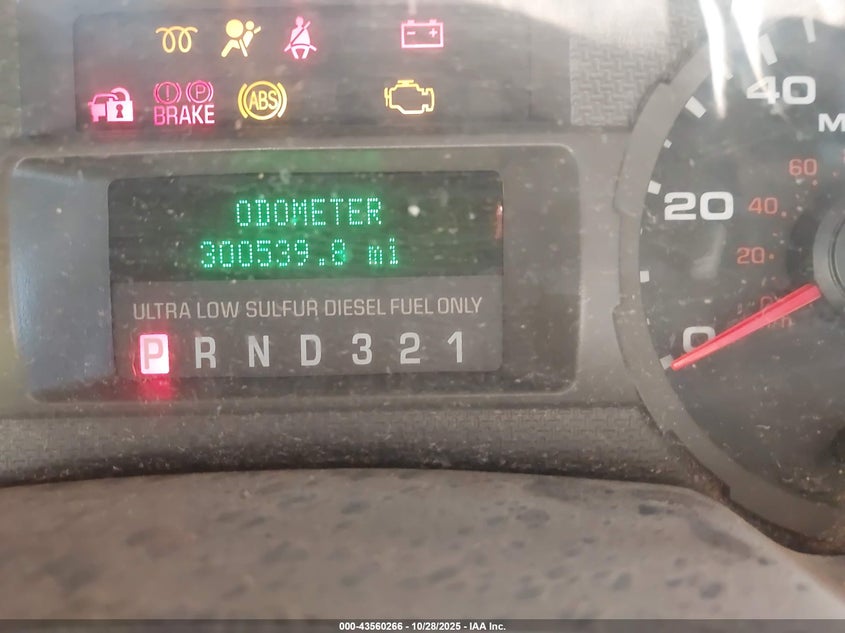 BRAKE
ABS
ODOMETER
300539.8 mi
ULTRA LOW SULFUR DIESEL FUEL ONLY
P R N D 3 2 1
40
20
0
60
40
20
000-43560266 - 10/28/2025 - IAA Inc.